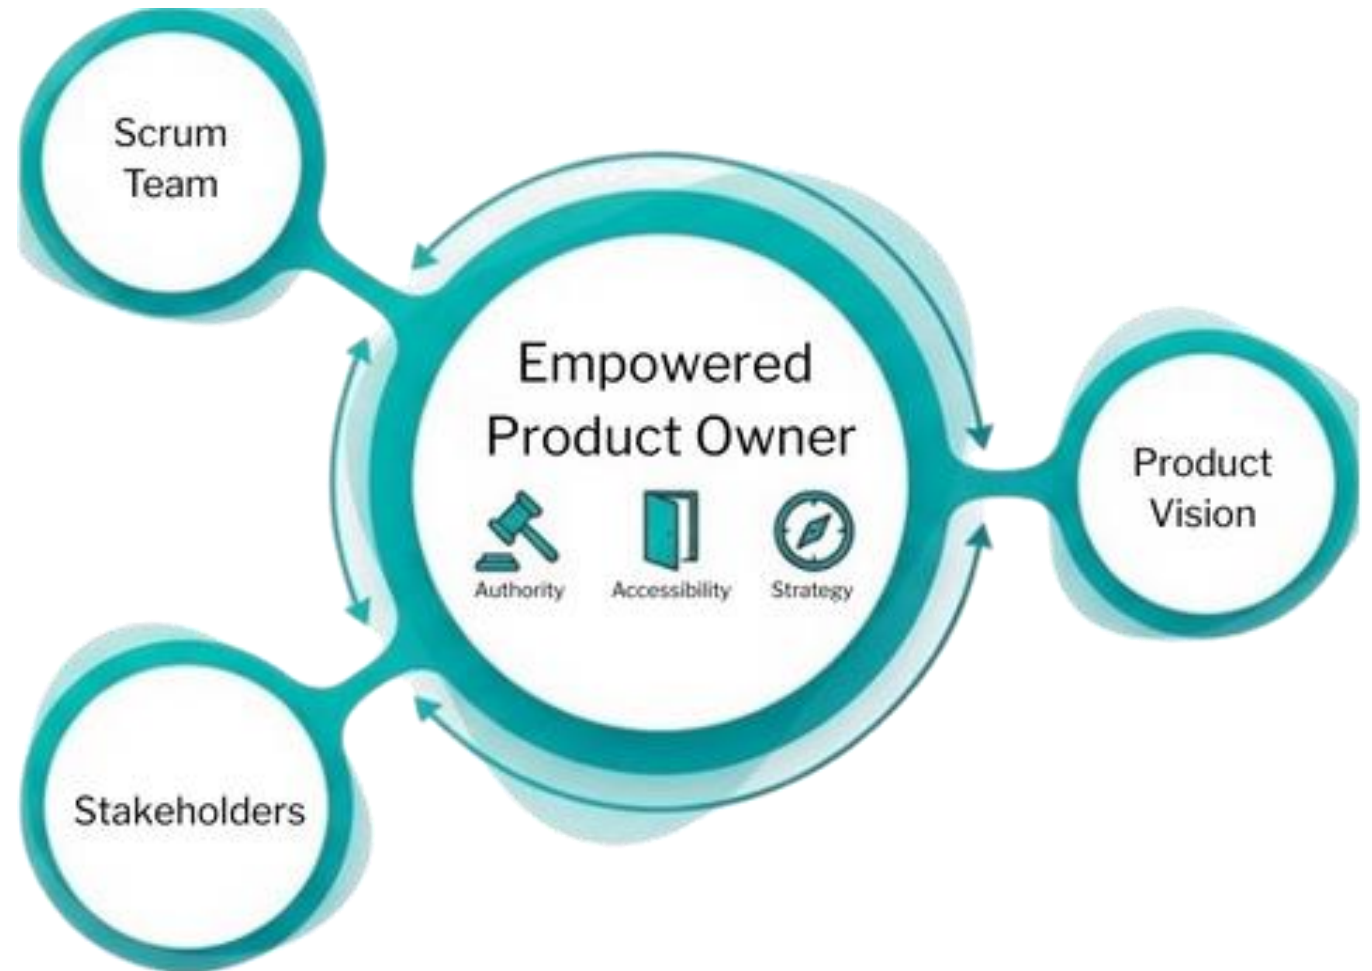 Scrum
Team
Empowered
Product Owner
Authority
Accessibility
Strategy
Product
Vision
Stakeholders